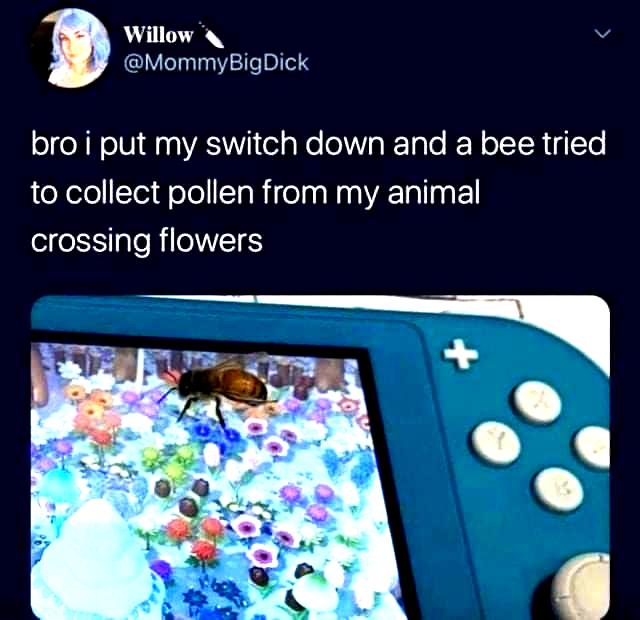 Willow
@MommyBigDick
bro i put my switch down and a bee tried
to collect pollen from my animal
crossing flowers
X
Y